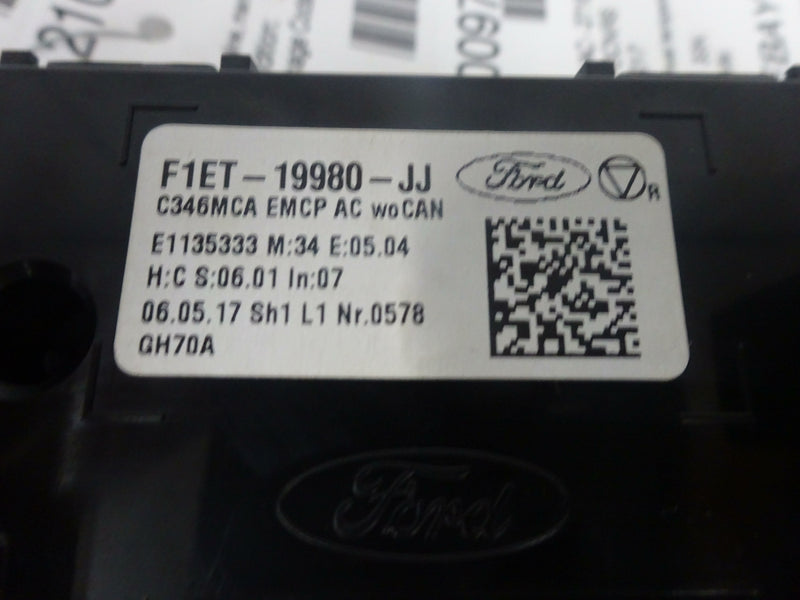 F1ET-19980-JJ
Ford
R
C346MCA EMCP AC woCAN
E1135333 M:34 E:05.04
H:C S:06.01 In:07
06.05.17 Sh1 L1 Nr.0578
GH70A
Ford